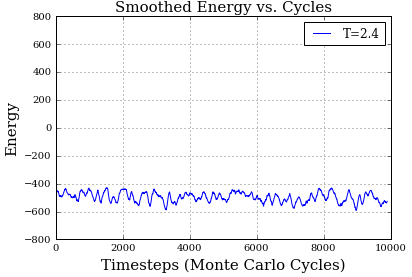 Smoothed Energy vs. Cycles
T=2.4
Energy
800
600
400
200
0
−200
−400
−600
−800
0 2000 4000 6000 8000 10000
Timesteps (Monte Carlo Cycles)